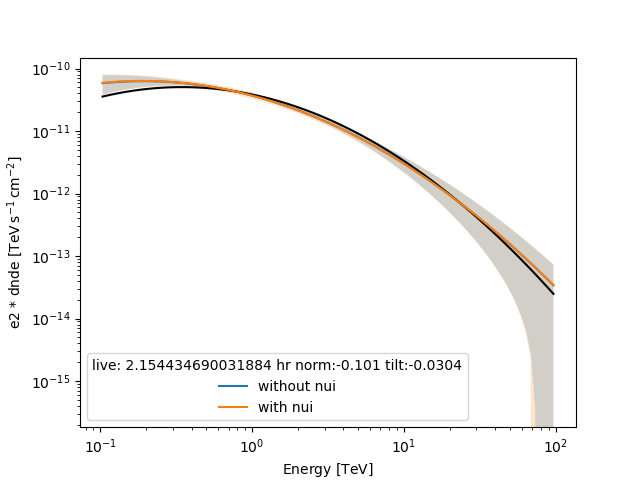 10⁻¹⁰
10⁻¹¹
10⁻¹²
10⁻¹³
10⁻¹⁴
10⁻¹⁵
e2 * dnde [TeV s⁻¹ cm⁻²]
live: 2.154434690031884 hr norm:-0.101 tilt:-0.0304
without nui
with nui
10⁻¹ 10⁰ 10¹ 10²
Energy [TeV]